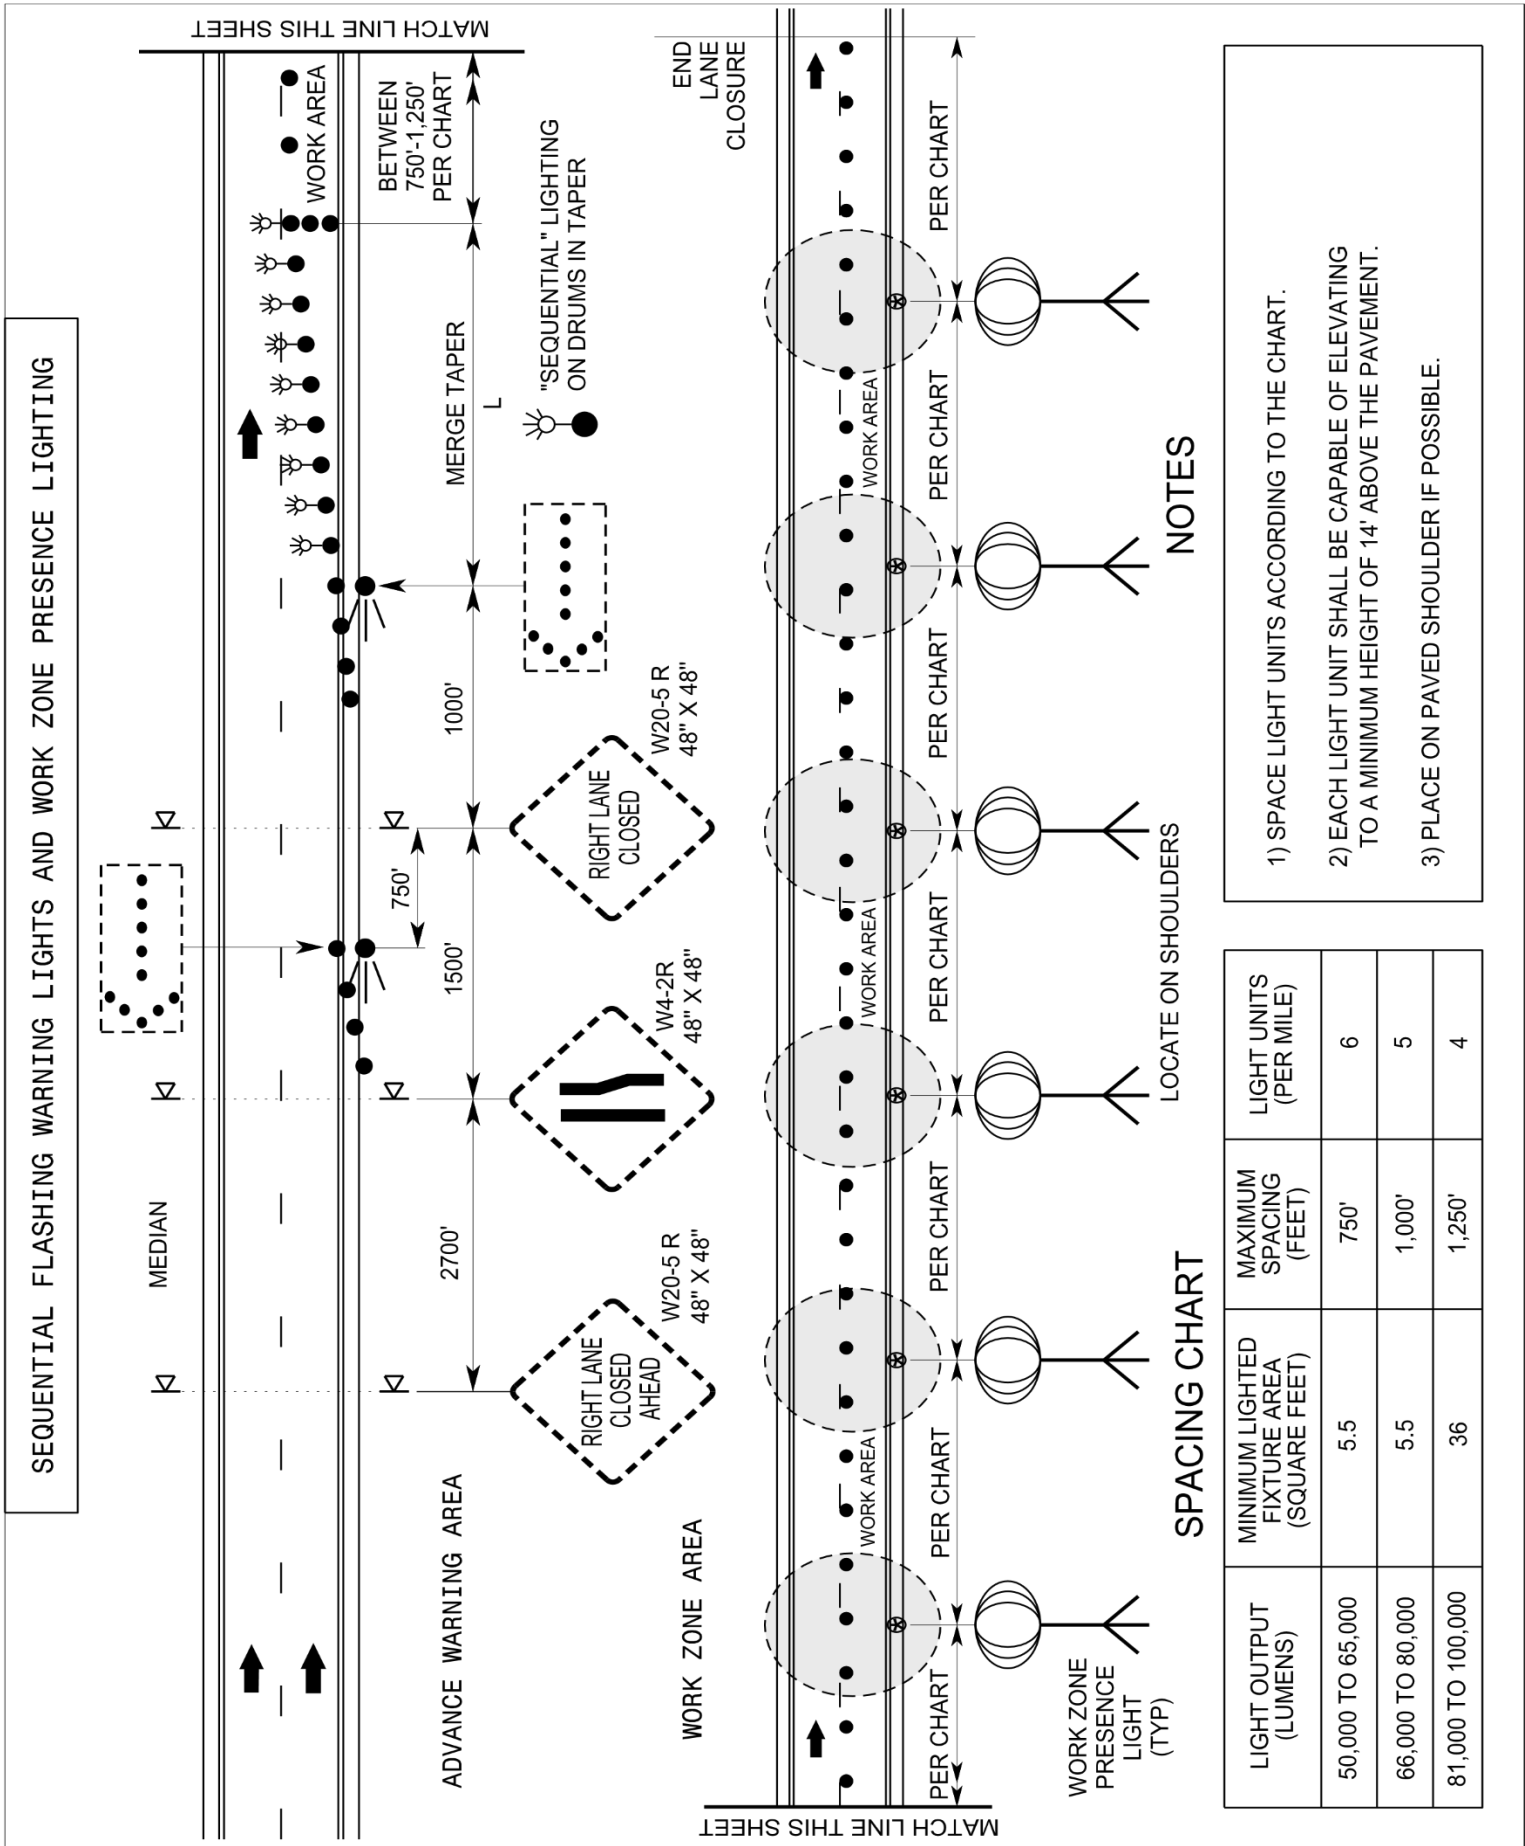 SEQUENTIAL FLASHING WARNING LIGHTS AND WORK ZONE PRESENCE LIGHTING
MEDIAN
MATCH LINE THIS SHEET
WORK AREA
BETWEEN
750'-1,250'
PER CHART
750'
2700'
1500'
1000'
MERGE TAPER
L
"SEQUENTIAL" LIGHTING
ON DRUMS IN TAPER
ADVANCE WARNING AREA
RIGHT LANE
CLOSED
AHEAD
W20-5 R
48" X 48"
W4-2R
48" X 48"
RIGHT LANE
CLOSED
W20-5 R
48" X 48"
WORK ZONE AREA
END
LANE
CLOSURE
MATCH LINE THIS SHEET
WORK AREA
WORK AREA
WORK AREA
PER CHART
PER CHART
PER CHART
PER CHART
PER CHART
PER CHART
PER CHART
WORK ZONE
PRESENCE
LIGHT
(TYP)
LOCATE ON SHOULDERS
SPACING CHART
LIGHT OUTPUT
(LUMENS)
MINIMUM LIGHTED
FIXTURE AREA
(SQUARE FEET)
MAXIMUM
SPACING
(FEET)
LIGHT UNITS
(PER MILE)
50,000 TO 65,000 5.5 750' 6
66,000 TO 80,000 5.5 1,000' 5
81,000 TO 100,000 36 1,250' 4
NOTES
1) SPACE LIGHT UNITS ACCORDING TO THE CHART.
2) EACH LIGHT UNIT SHALL BE CAPABLE OF ELEVATING
TO A MINIMUM HEIGHT OF 14' ABOVE THE PAVEMENT.
3) PLACE ON PAVED SHOULDER IF POSSIBLE.